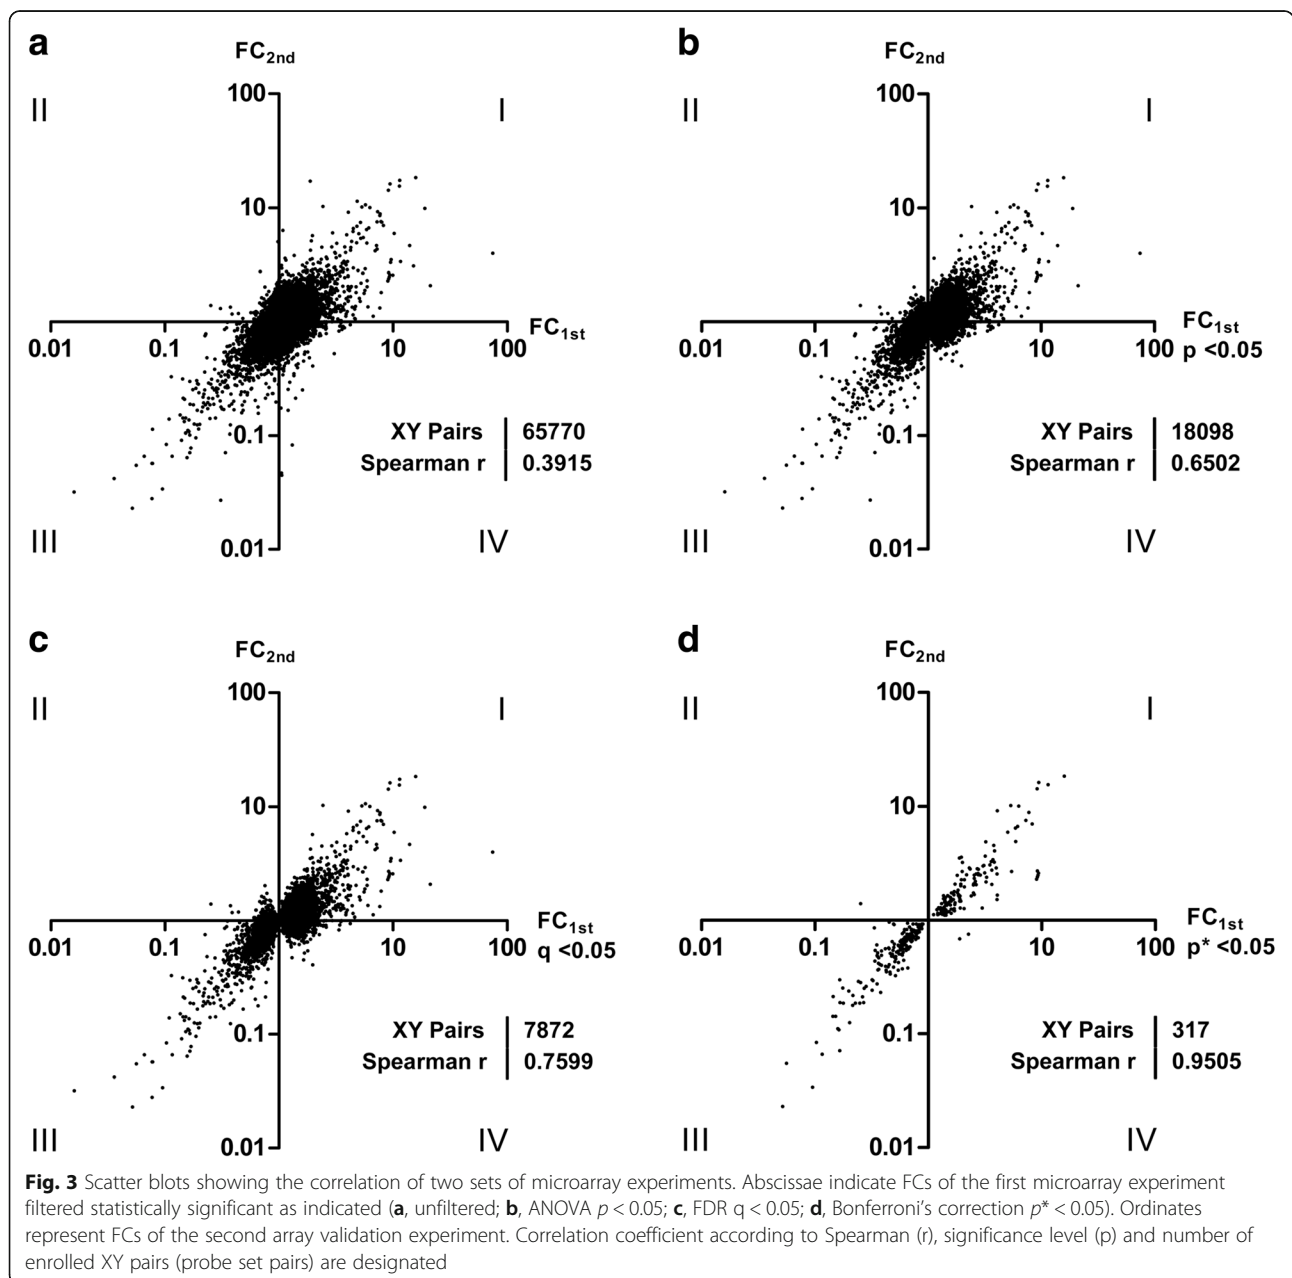 a
FC2nd
II
I
100
10
0.01
0.1
10
100
FC1st
0.1
XY Pairs 65770
Spearman r 0.3915
III
0.01
IV
b
FC2nd
II
I
100
10
0.01
0.1
10
100
FC1st
p <0.05
0.1
XY Pairs 18098
Spearman r 0.6502
III
0.01
IV
c
FC2nd
II
I
100
10
0.01
0.1
10
100
FC1st
q <0.05
0.1
XY Pairs 7872
Spearman r 0.7599
III
0.01
IV
d
FC2nd
II
I
100
10
0.01
0.1
10
100
FC1st
p* <0.05
0.1
XY Pairs 317
Spearman r 0.9505
III
0.01
IV
Fig. 3 Scatter blots showing the correlation of two sets of microarray experiments. Abscissae indicate FCs of the first microarray experiment
filtered statistically significant as indicated (a, unfiltered; b, ANOVA p < 0.05; c, FDR q < 0.05; d, Bonferroni's correction p* < 0.05). Ordinates
represent FCs of the second array validation experiment. Correlation coefficient according to Spearman (r), significance level (p) and number of
enrolled XY pairs (probe set pairs) are designated